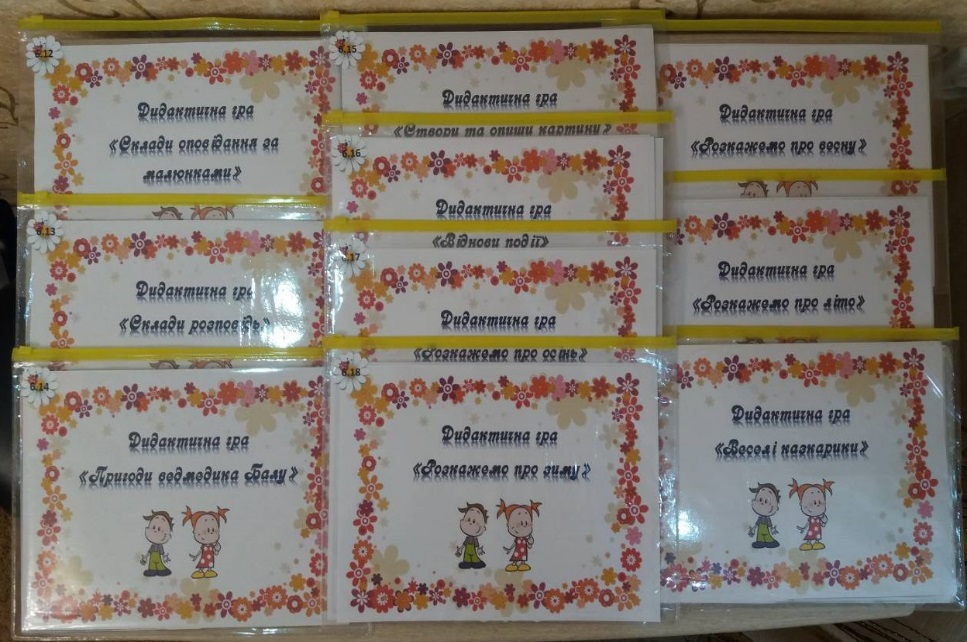 6.12
Дидактична гра
«Склади оповідання за
малюнками»
6.13
Дидактична гра
«Склади розповідь»
6.14
Дидактична гра
«Пригоди ведмедика Балу»
6.15
Дидактична гра
«Створи та опиши картину»
6.16
Дидактична гра
«Віднови події»
6.17
Дидактична гра
«Розкажемо про осінь»
6.18
Дидактична гра
«Розкажемо про зиму»
Дидактична гра
«Розкажемо про весну»
Дидактична гра
«Розкажемо про літо»
Дидактична гра
«Веселі казкарики»